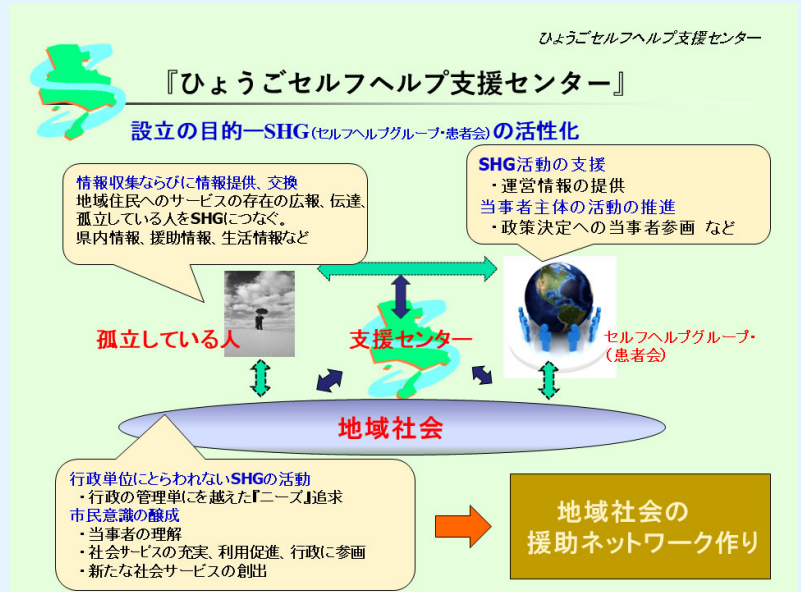 ひょうごセルフヘルプ支援センター
『ひょうごセルフヘルプ支援センター』
設立の目的―SHG(セルフヘルプグループ・患者会)の活性化
情報収集ならびに情報提供、交換
地域住民へのサービスの存在の広報、伝達、
孤立している人をSHGにつなぐ。
県内情報、援助情報、生活情報など
SHG活動の支援
・運営情報の提供
当事者主体の活動の推進
・政策決定への当事者参画 など
孤立している人
支援センター
セルフヘルプグループ・
(患者会)
地域社会
行政単位にとらわれないSHGの活動
・行政の管理単にを越えた『ニーズ』追求
市民意識の醸成
・当事者の理解
・社会サービスの充実、利用促進、行政に参画
・新たな社会サービスの創出
地域社会の
援助ネットワーク作り